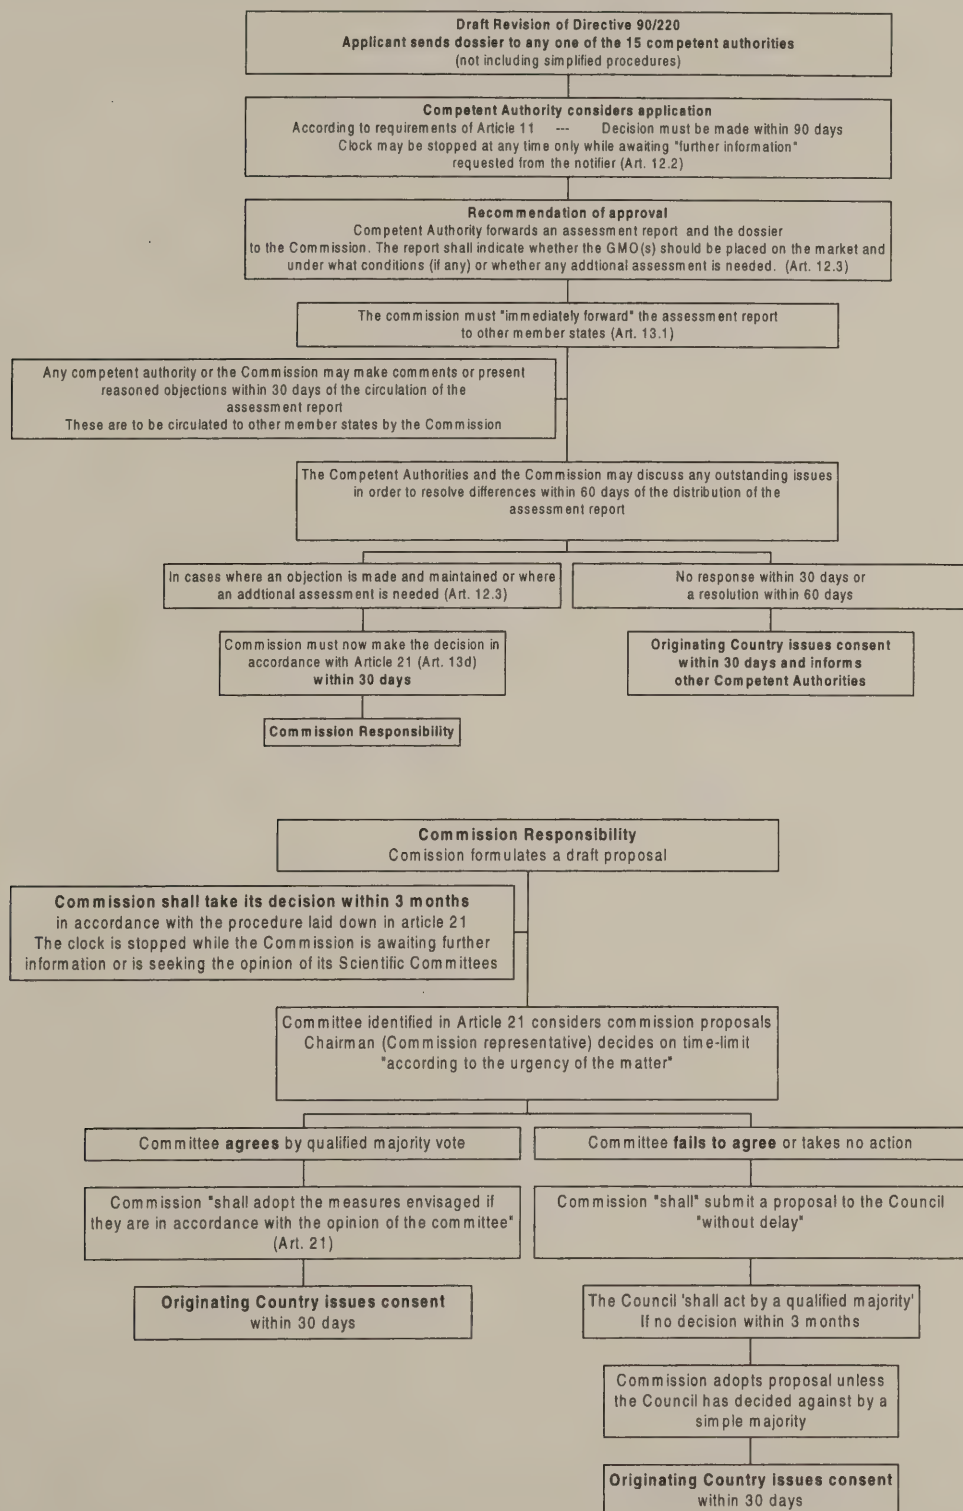 Draft Revision of Directive 90/220
Applicant sends dossier to any one of the 15 competent authorities
(not including simplified procedures)
Competent Authority considers application
According to requirements of Article 11 --- Decision must be made within 90 days
Clock may be stopped at any time only while awaiting "further information"
requested from the notifier (Art. 12.2)
Recommendation of approval
Competent Authority forwards an assessment report and the dossier
to the Commission. The report shall indicate whether the GMO(s) should be placed on the market and
under what conditions (if any) or whether any addtional assessment is needed. (Art. 12.3)
The commission must "immediately forward" the assessment report
to other member states (Art. 13.1)
Any competent authority or the Commission may make comments or present
reasoned objections within 30 days of the circulation of the
assessment report
These are to be circulated to other member states by the Commission
The Competent Authorities and the Commission may discuss any outstanding issues
in order to resolve differences within 60 days of the distribution of the
assessment report
In cases where an objection is made and maintained or where
an addtional assessment is needed (Art. 12.3)
No response within 30 days or
a resolution within 60 days
Commission must now make the decision in
accordance with Article 21 (Art. 13d)
within 30 days
Originating Country issues consent
within 30 days and informs
other Competent Authorities
Commission Responsibility
Commission Responsibility
Comission formulates a draft proposal
Commission shall take its decision within 3 months
in accordance with the procedure laid down in article 21
The clock is stopped while the Commission is awaiting further
information or is seeking the opinion of its Scientific Committees
Committee identified in Article 21 considers commission proposals
Chairman (Commission representative) decides on time-limit
"according to the urgency of the matter"
Committee agrees by qualified majority vote
Committee fails to agree or takes no action
Commission "shall adopt the measures envisaged if
they are in accordance with the opinion of the committee"
(Art. 21)
Commission "shall" submit a proposal to the Council
"without delay"
Originating Country issues consent
within 30 days
The Council 'shall act by a qualified majority'
If no decision within 3 months
Commission adopts proposal unless
the Council has decided against by a
simple majority
Originating Country issues consent
within 30 days